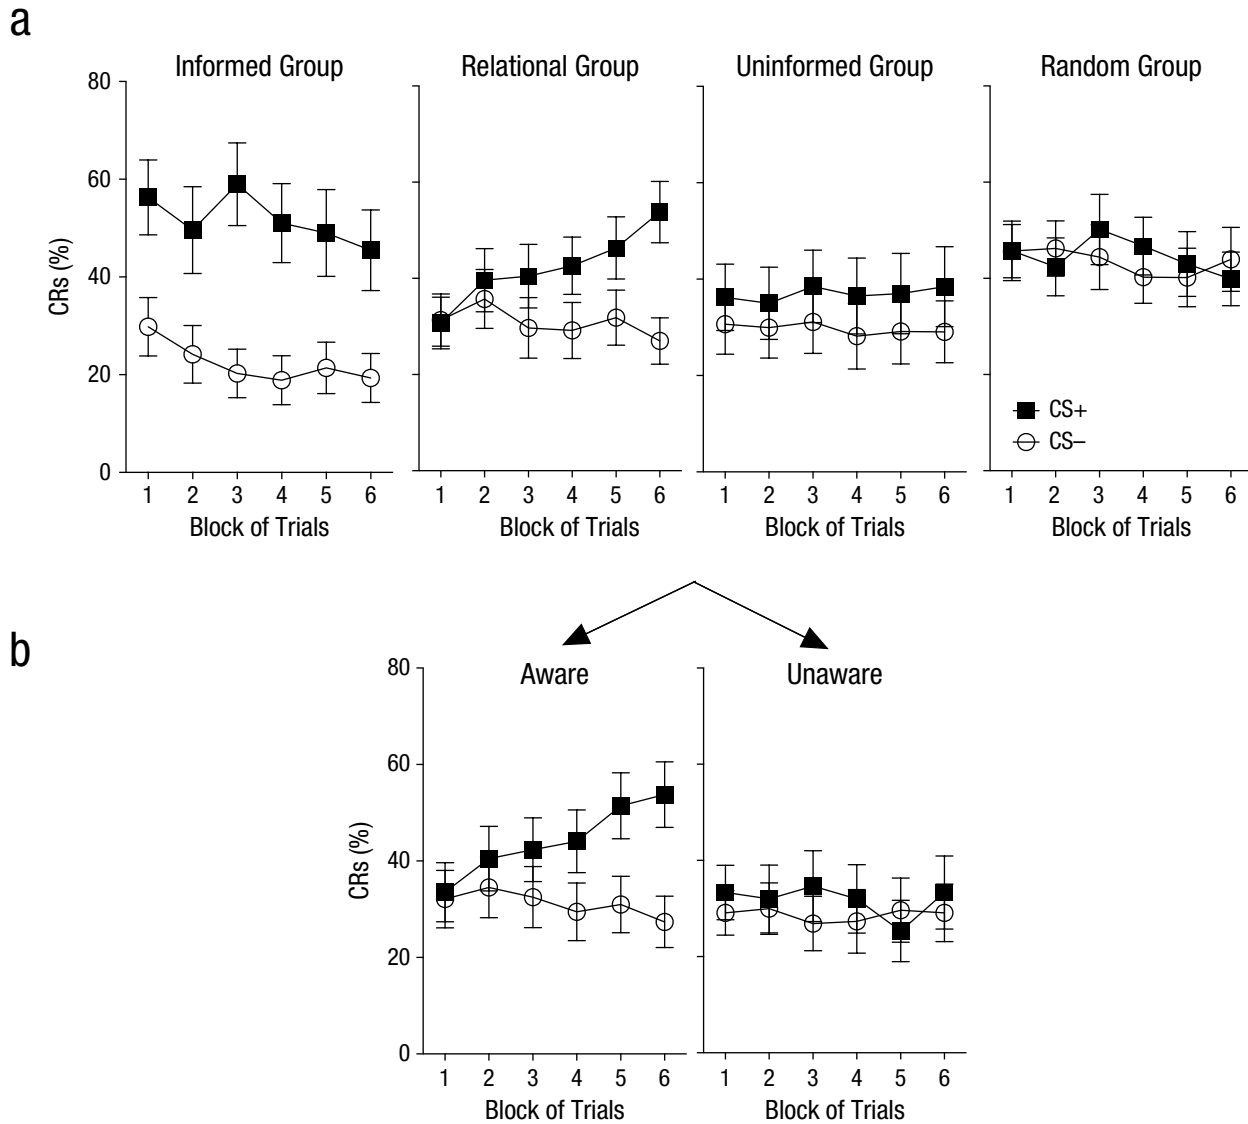 a
Informed Group
Relational Group
Uninformed Group
Random Group
80
60
40
20
0
CRs (%)
CS+
CS–
1 2 3 4 5 6
1 2 3 4 5 6
1 2 3 4 5 6
1 2 3 4 5 6
Block of Trials
Block of Trials
Block of Trials
Block of Trials
b
Aware
Unaware
80
60
40
20
0
CRs (%)
1 2 3 4 5 6
1 2 3 4 5 6
Block of Trials
Block of Trials